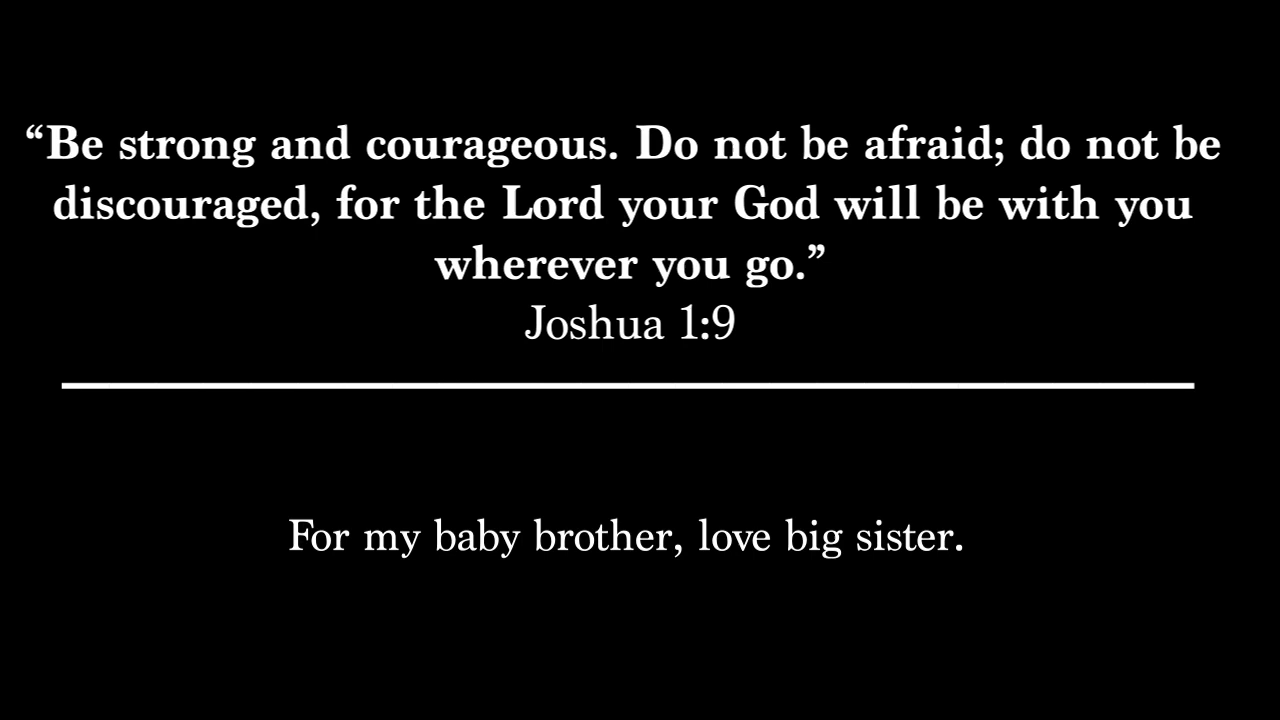 “Be strong and courageous. Do not be afraid; do not be
discouraged, for the Lord your God will be with you
wherever you go.”
Joshua 1:9
For my baby brother, love big sister.